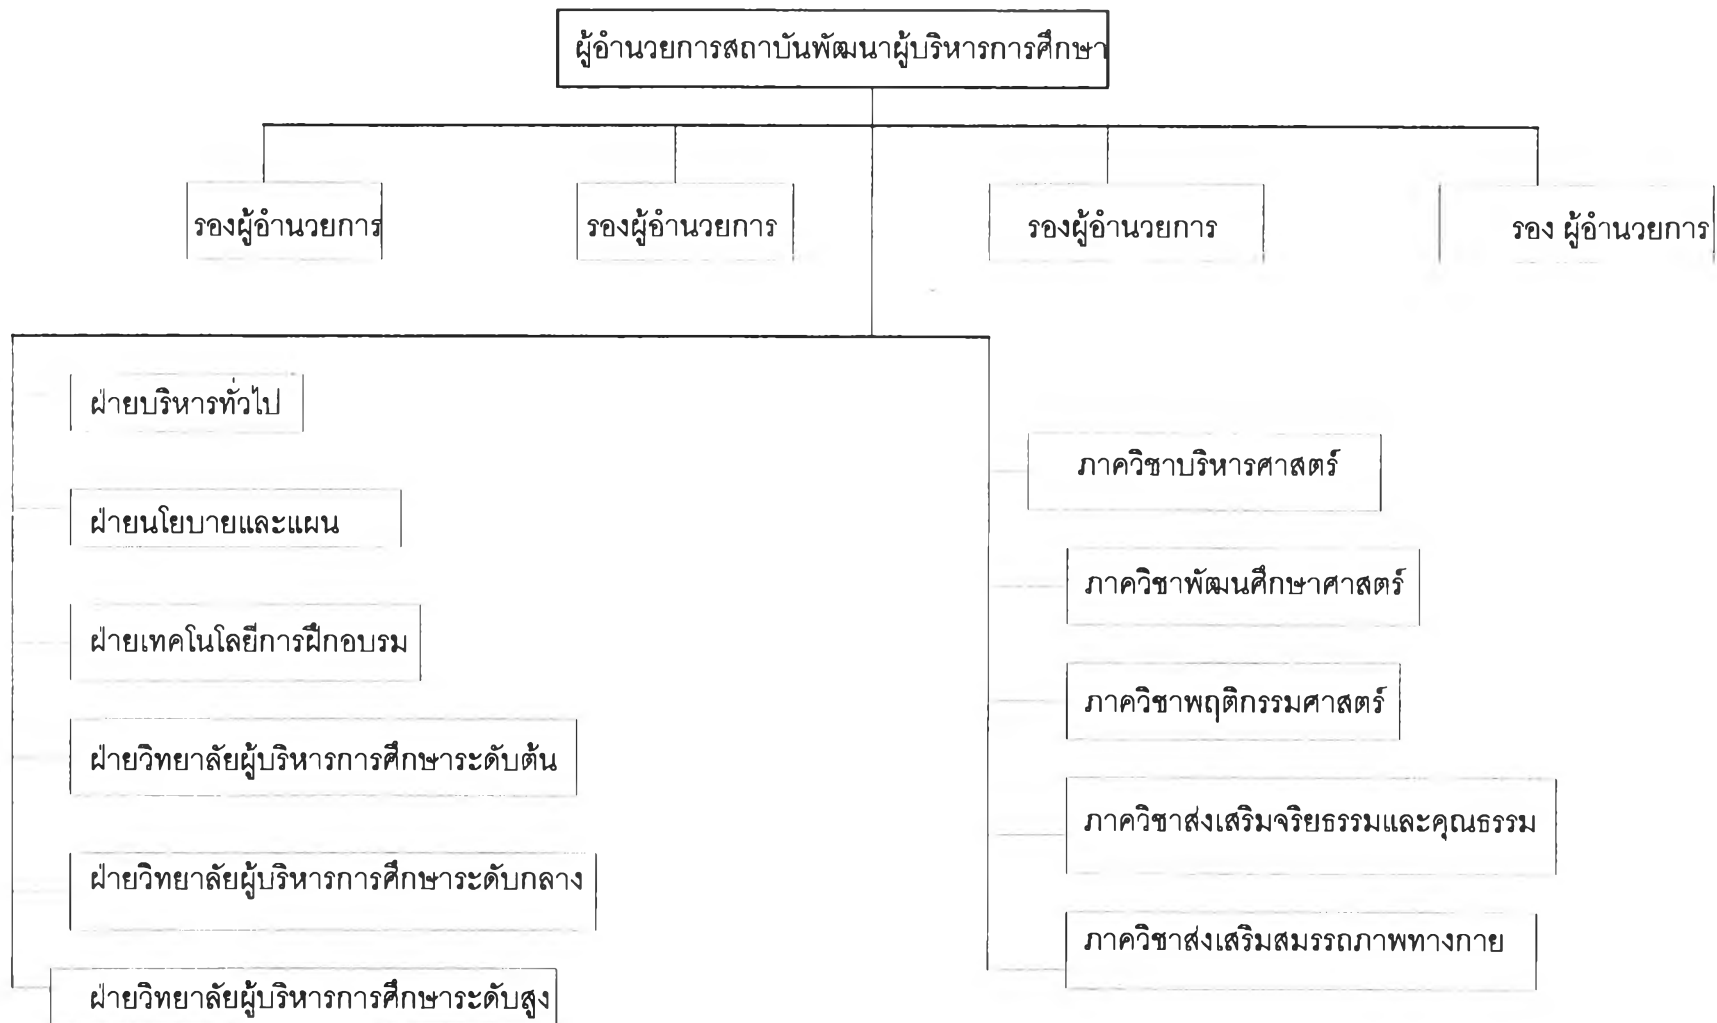 ผู้อำนวยการสถาบันพัฒนาผู้บริหารการศึกษา
รองผู้อำนวยการ
รองผู้อำนวยการ
รองผู้อำนวยการ
รอง ผู้อำนวยการ
ฝ่ายบริหารทั่วไป
ฝ่ายนโยบายและแผน
ฝ่ายเทคโนโลยีการฝึกอบรม
ฝ่ายวิทยาลัยผู้บริหารการศึกษาระดับต้น
ฝ่ายวิทยาลัยผู้บริหารการศึกษาระดับกลาง
ฝ่ายวิทยาลัยผู้บริหารการศึกษาระดับสูง
ภาควิชาบริหารศาสตร์
ภาควิชาพัฒนศึกษาศาสตร์
ภาควิชาพฤติกรรมศาสตร์
ภาควิชาส่งเสริมจริยธรรมและคุณธรรม
ภาควิชาส่งเสริมสมรรถภาพทางกาย